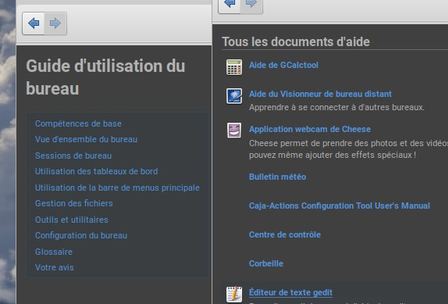 Guide d'utilisation du
bureau
Compétences de base
Vue d'ensemble du bureau
Sessions de bureau
Utilisation des tableaux de bord
Utilisation de la barre de menus principale
Gestion des fichiers
Outils et utilitaires
Configuration du bureau
Glossaire
Votre avis
Tous les documents d'aide
Aide de GCalctool
Aide du Visionneur de bureau distant
Apprendre à se connecter à d'autres bureaux.
Application webcam de Cheese
Cheese permet de prendre des photos et des vidéos
pouvez même ajouter des effets spéciaux !
Bulletin météo
Caja-Actions Configuration Tool User's Manual
Centre de contrôle
Corbeille
Éditeur de texte gedit